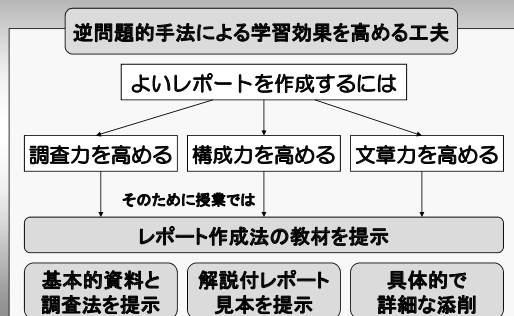 逆問題的手法による学習効果を高める工夫
よいレポートを作成するには
調査力を高める
構成力を高める
文章力を高める
そのために授業では
レポート作成法の教材を提示
基本的資料と
調査法を提示
解説付レポート
見本を提示
具体的で
詳細な添削